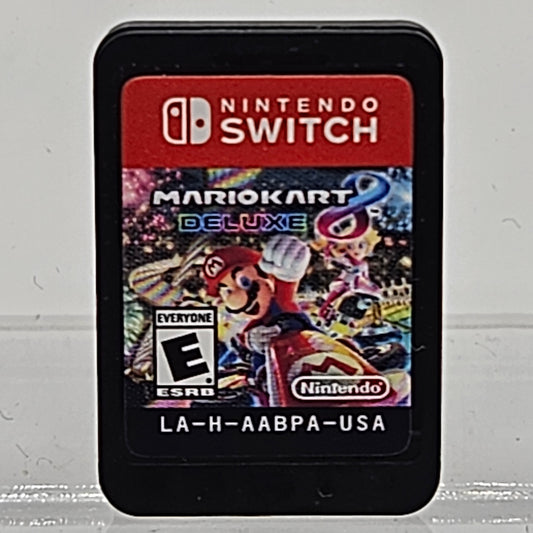 NINTENDO
SWITCH
MARIOKART 8
DELUXE
M
EVERYONE
E
ESRB
Nintendo
LA-H-AABPA-USA